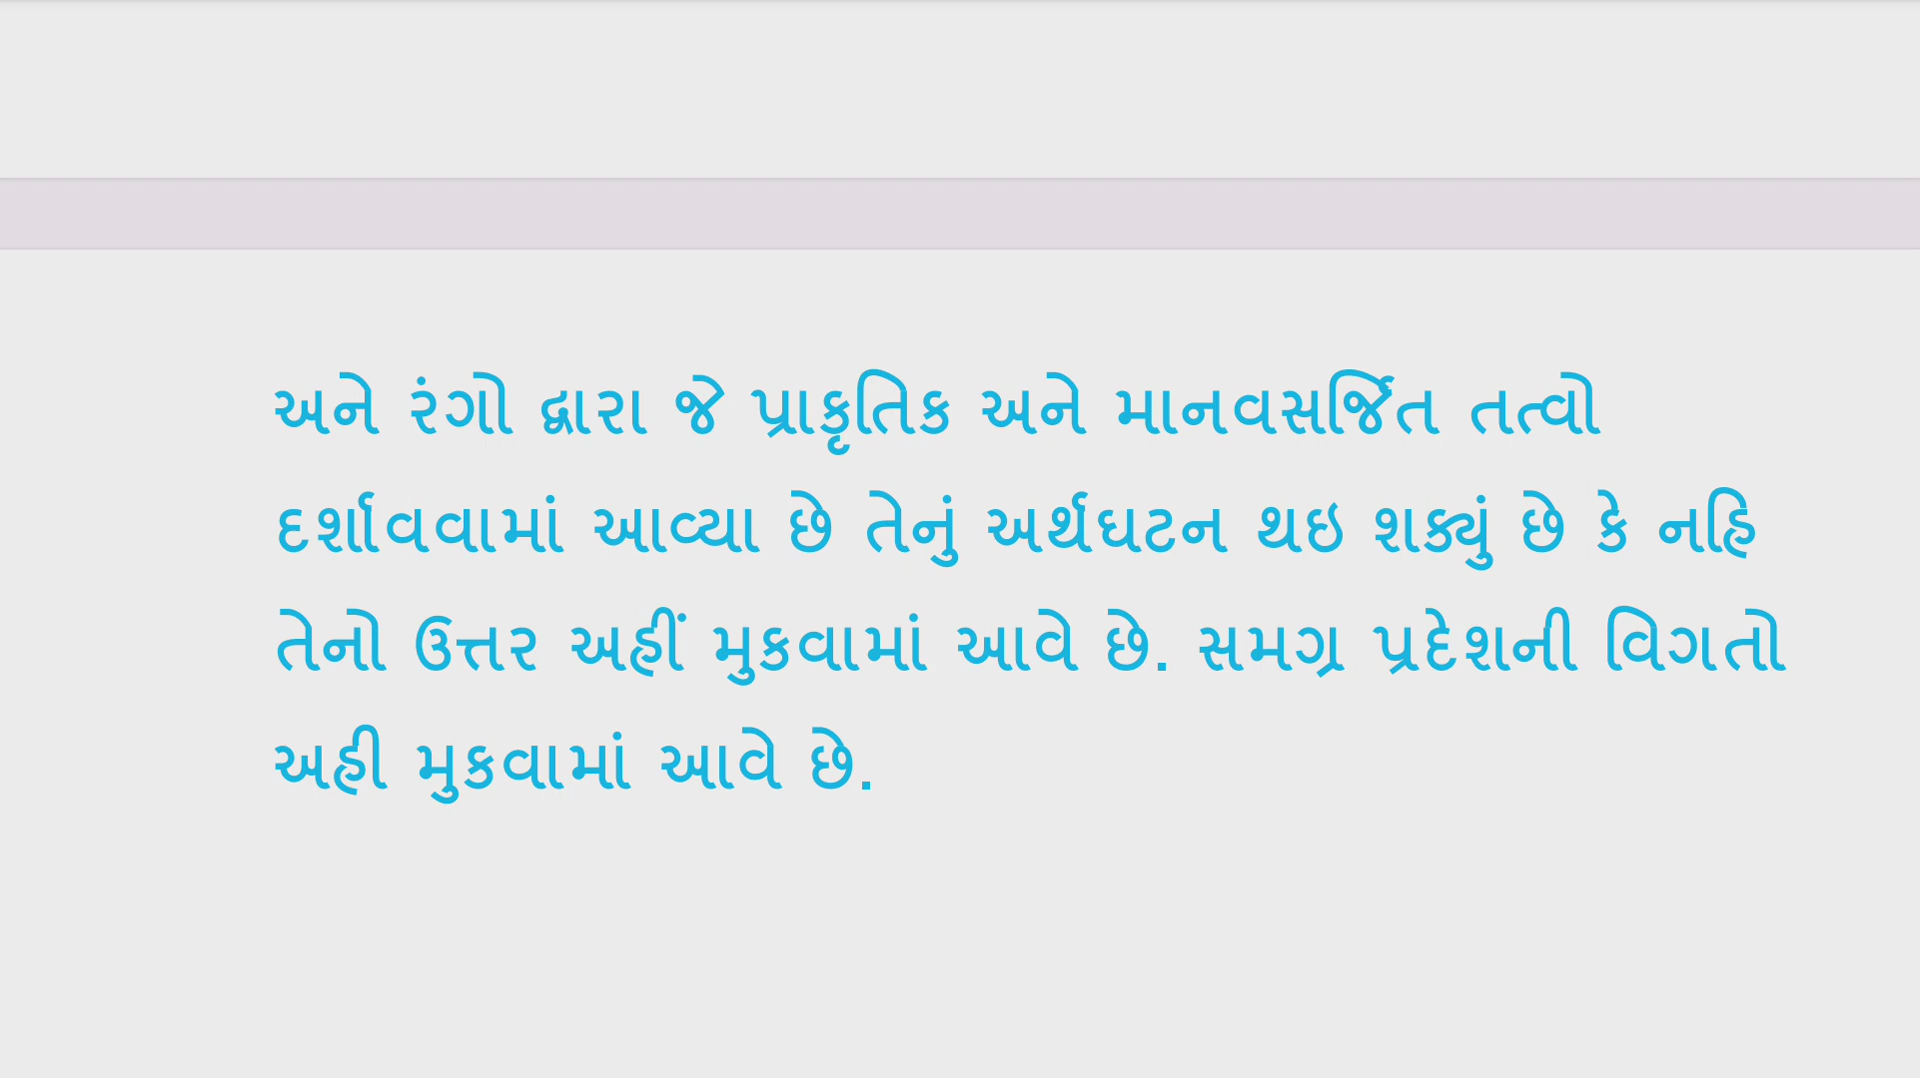 અને રંગો દ્વારા જે પ્રાકૃતિક અને માનવસર્જિત તત્વો
દર્શાવવામાં આવ્યા છે તેનું અર્થઘટન થઇ શક્યું છે કે નહિ
તેનો ઉત્તર અહીં મુકવામાં આવે છે. સમગ્ર પ્રદેશની વિગતો
અહી મુકવામાં આવે છે.